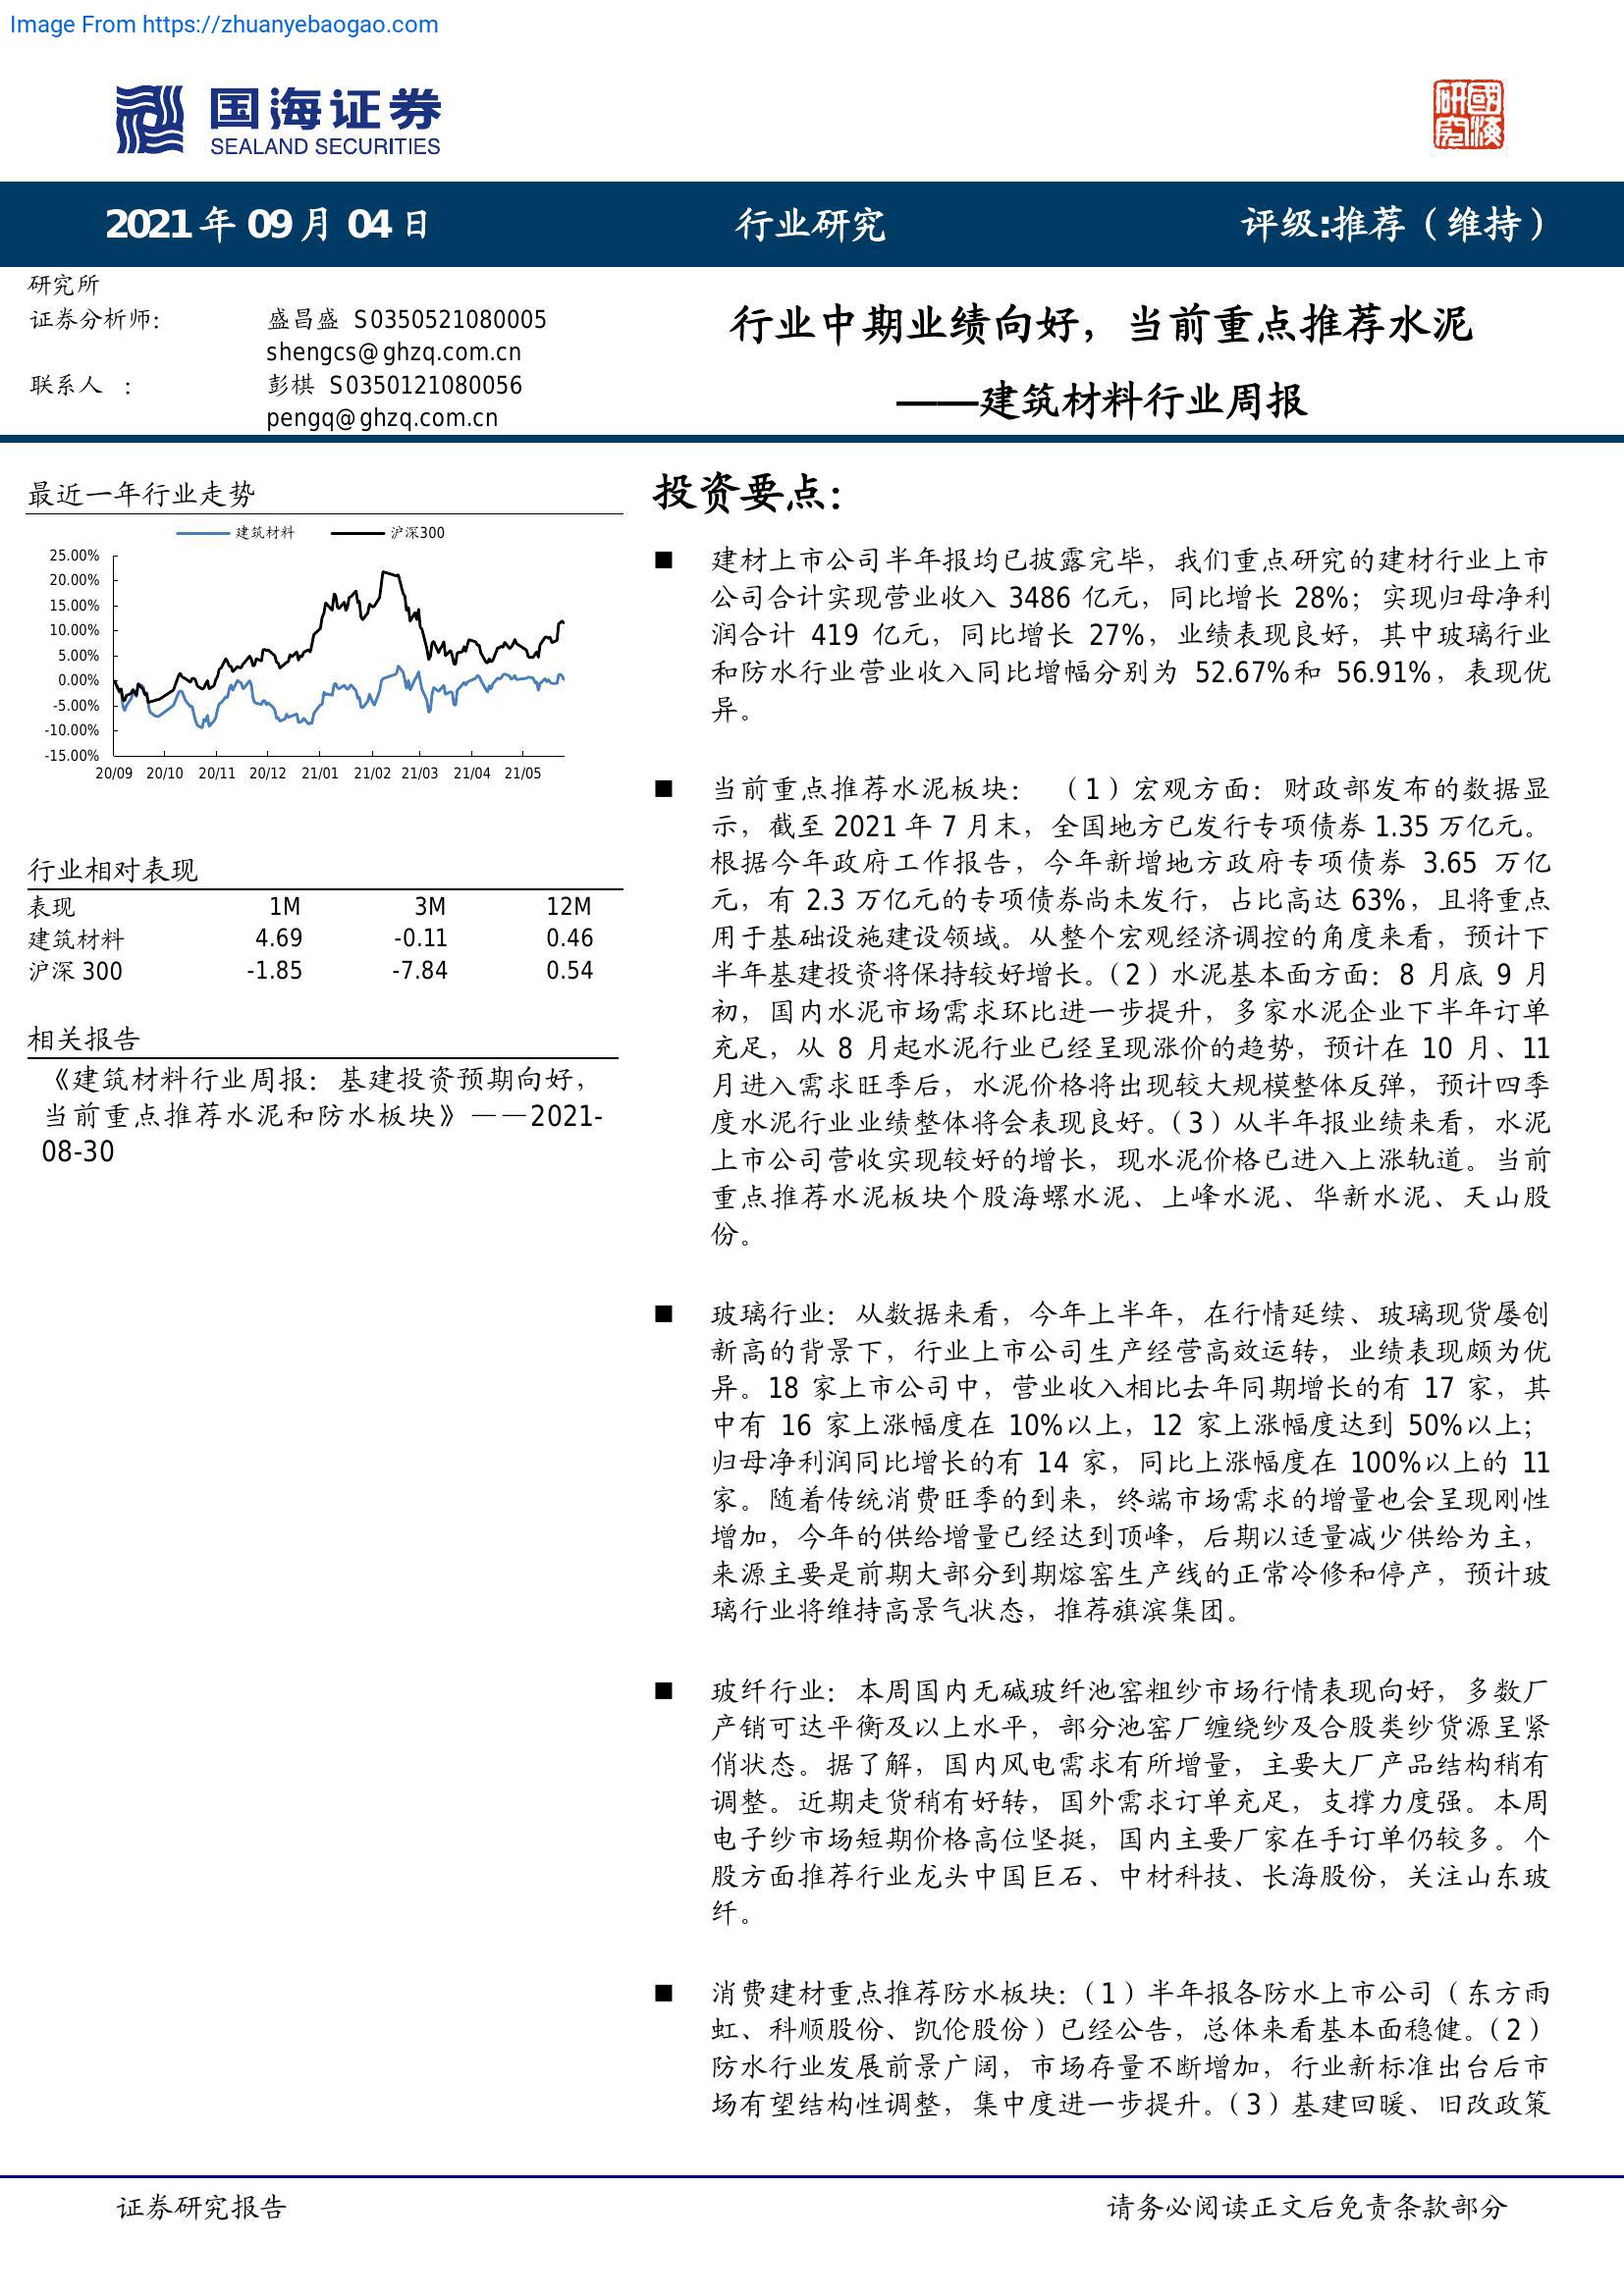 Image From https://zhuanyebaogao.com
国海证券
SEALAND SECURITIES
研國
究海
2021 年 09 月 04 日
行业研究
评级:推荐（维持）
研究所
证券分析师:
盛昌盛 S0350521080005
shengcs@ghzq.com.cn
联系人 :
彭棋 S0350121080056
pengq@ghzq.com.cn
行业中期业绩向好，当前重点推荐水泥
——建筑材料行业周报
最近一年行业走势
建筑材料 沪深300
25.00%
20.00%
15.00%
10.00%
5.00%
0.00%
-5.00%
-10.00%
-15.00%
20/09 20/10 20/11 20/12 21/01 21/02 21/03 21/04 21/05
行业相对表现
表现 1M 3M 12M
建筑材料 4.69 -0.11 0.46
沪深 300 -1.85 -7.84 0.54
相关报告
《建筑材料行业周报：基建投资预期向好，
当前重点推荐水泥和防水板块》——2021-
08-30
投资要点：
■ 建材上市公司半年报均已披露完毕，我们重点研究的建材行业上市
公司合计实现营业收入 3486 亿元，同比增长 28%；实现归母净利
润合计 419 亿元，同比增长 27%，业绩表现良好，其中玻璃行业
和防水行业营业收入同比增幅分别为 52.67%和 56.91%，表现优
异。
■ 当前重点推荐水泥板块： （1）宏观方面：财政部发布的数据显
示，截至 2021 年 7 月末，全国地方已发行专项债券 1.35 万亿元。
根据今年政府工作报告，今年新增地方政府专项债券 3.65 万亿
元，有 2.3 万亿元的专项债券尚未发行，占比高达 63%，且将重点
用于基础设施建设领域。从整个宏观经济调控的角度来看，预计下
半年基建投资将保持较好增长。（2）水泥基本面方面：8 月底 9 月
初，国内水泥市场需求环比进一步提升，多家水泥企业下半年订单
充足，从 8 月起水泥行业已经呈现涨价的趋势，预计在 10 月、11
月进入需求旺季后，水泥价格将出现较大规模整体反弹，预计四季
度水泥行业业绩整体将会表现良好。（3）从半年报业绩来看，水泥
上市公司营收实现较好的增长，现水泥价格已进入上涨轨道。当前
重点推荐水泥板块个股海螺水泥、上峰水泥、华新水泥、天山股
份。
■ 玻璃行业：从数据来看，今年上半年，在行情延续、玻璃现货屡创
新高的背景下，行业上市公司生产经营高效运转，业绩表现颇为优
异。18 家上市公司中，营业收入相比去年同期增长的有 17 家，其
中有 16 家上涨幅度在 10%以上，12 家上涨幅度达到 50%以上；
归母净利润同比增长的有 14 家，同比上涨幅度在 100%以上的 11
家。随着传统消费旺季的到来，终端市场需求的增量也会呈现刚性
增加，今年的供给增量已经达到顶峰，后期以适量减少供给为主，
来源主要是前期大部分到期熔窑生产线的正常冷修和停产，预计玻
璃行业将维持高景气状态，推荐旗滨集团。
■ 玻纤行业：本周国内无碱玻纤池窑粗纱市场行情表现向好，多数厂
产销可达平衡及以上水平，部分池窑厂缠绕纱及合股类纱货源呈紧
俏状态。据了解，国内风电需求有所增量，主要大厂产品结构稍有
调整。近期走货稍有好转，国外需求订单充足，支撑力度强。本周
电子纱市场短期价格高位坚挺，国内主要厂家在手订单仍较多。个
股方面推荐行业龙头中国巨石、中材科技、长海股份，关注山东玻
纤。
■ 消费建材重点推荐防水板块：（1）半年报各防水上市公司（东方雨
虹、科顺股份、凯伦股份）已经公告，总体来看基本面稳健。（2）
防水行业发展前景广阔，市场存量不断增加，行业新标准出台后市
场有望结构性调整，集中度进一步提升。（3）基建回暖、旧改政策
证券研究报告
请务必阅读正文后免责条款部分